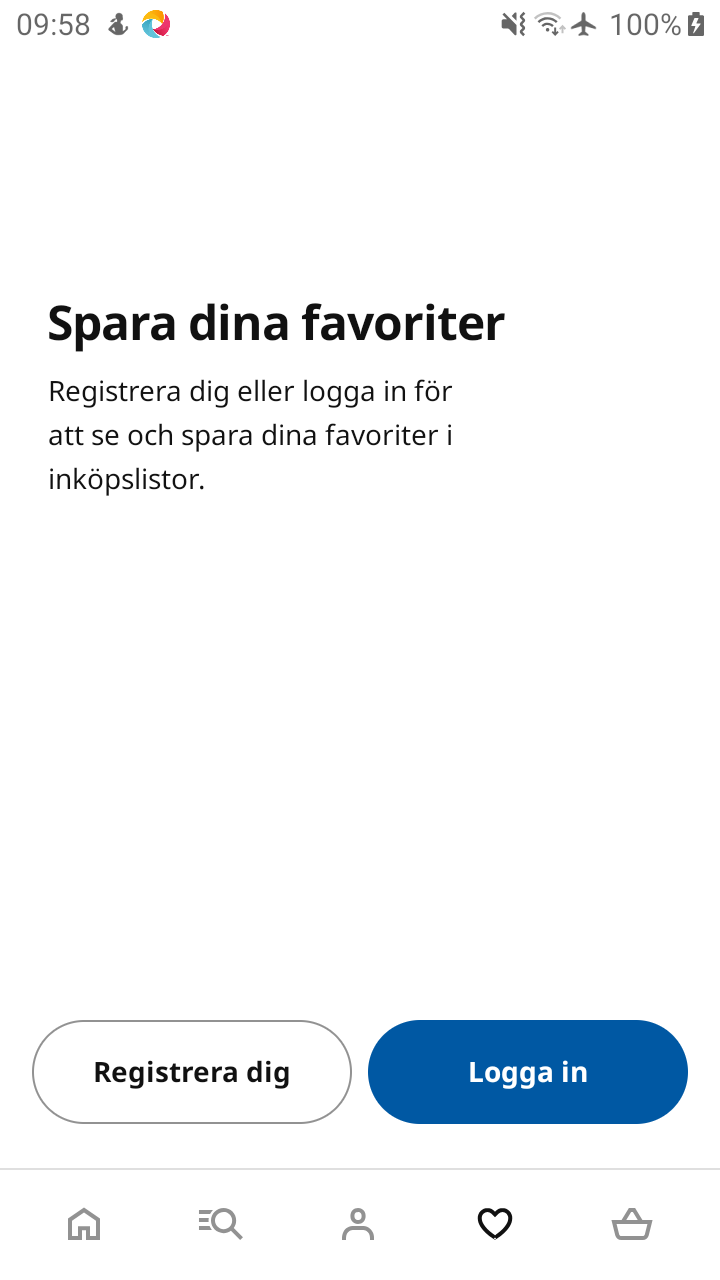 09:58
100%
Spara dina favoriter
Registrera dig eller logga in för
att se och spara dina favoriter i
inköpslistor.
Registrera dig
Logga in